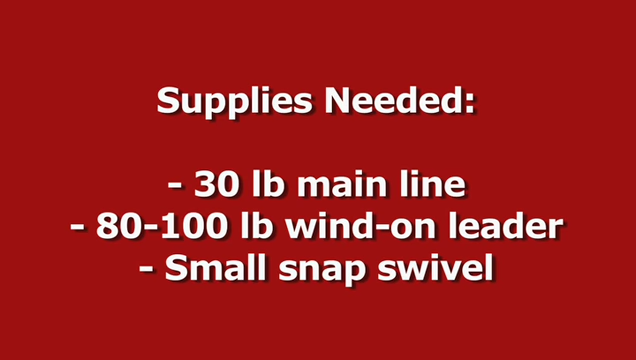 Supplies Needed:
- 30 lb main line
- 80-100 lb wind-on leader
- Small snap swivel